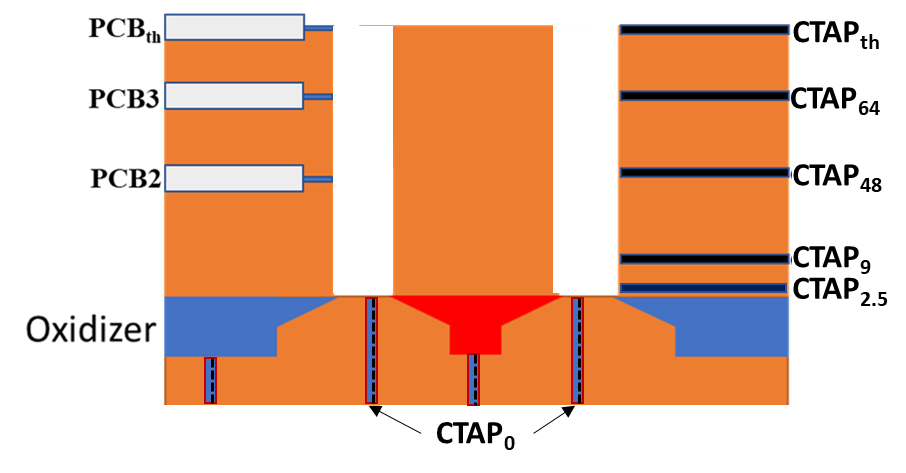 PCBth CTAPth
PCB3 CTAP64
PCB2 CTAP48
CTAP9
CTAP2.5
Oxidizer
CTAP0